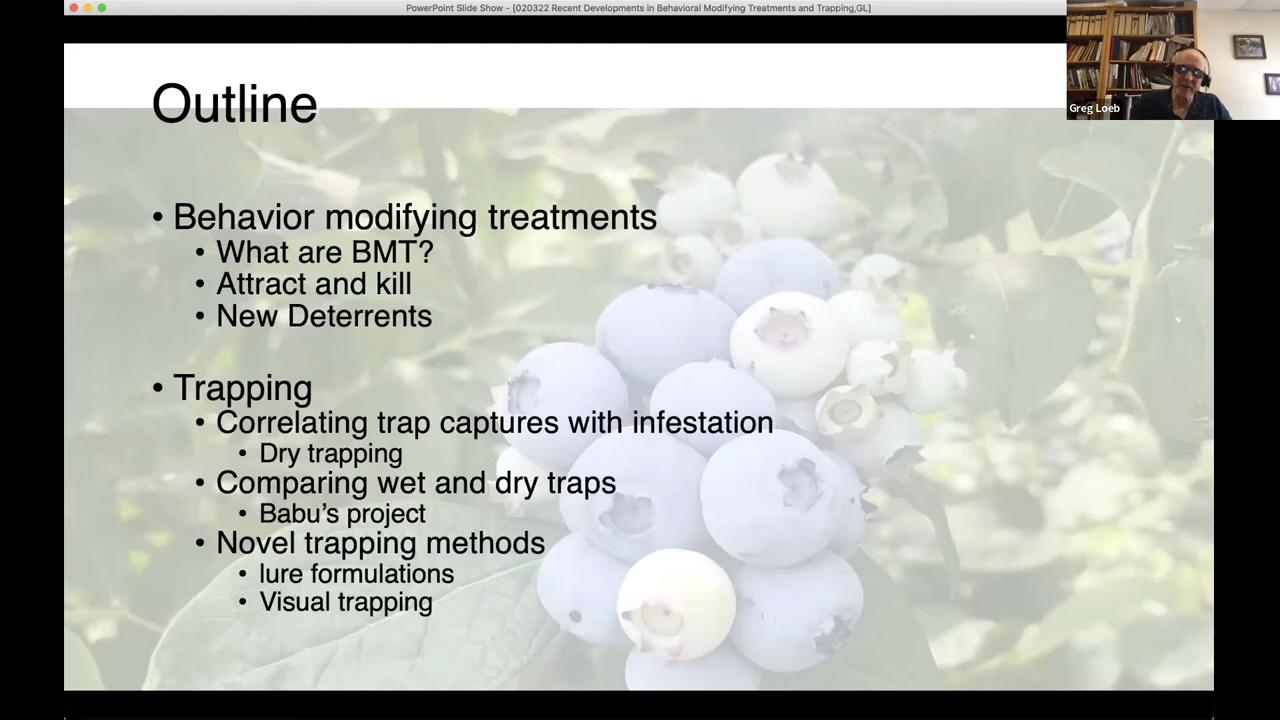 PowerPoint Slide Show - [020322 Recent Developments in Behavioral Modifying Treatments and Trapping,GL]
Greg Loeb
Outline
• Behavior modifying treatments
• What are BMT?
• Attract and kill
• New Deterrents
• Trapping
• Correlating trap captures with infestation
• Dry trapping
• Comparing wet and dry traps
• Babu’s project
• Novel trapping methods
• lure formulations
• Visual trapping